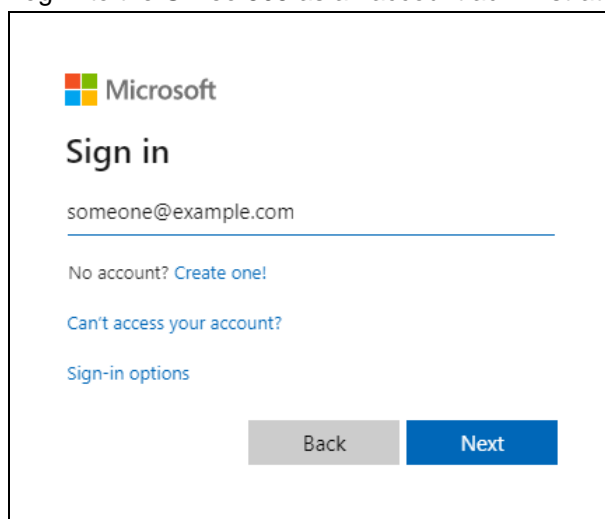 Microsoft
Sign in
someone@example.com
No account? Create one!
Can't access your account?
Sign-in options
Back Next